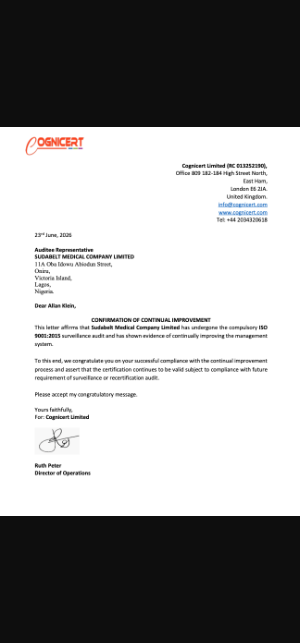 COGNICERT
Cognicert Limited (RC 013252190),
Office 809 182-184 High Street North,
East Ham,
London E6 2JA.
United Kingdom.
info@cognicert.com
www.cognicert.com
Tel: +44 2034320618
23rd June, 2026
Auditee Representative
SUDABELT MEDICAL COMPANY LIMITED
11A Oba Idowu Abiodun Street,
Oniru,
Victoria Island,
Lagos,
Nigeria.
Dear Allan Klein,
CONFIRMATION OF CONTINUAL IMPROVEMENT
This letter affirms that Sudabelt Medical Company Limited has undergone the compulsory ISO
9001:2015 surveillance audit and has shown evidence of continually improving the management
system.
To this end, we congratulate you on your successful compliance with the continual improvement
process and assert that the certification continues to be valid subject to compliance with future
requirement of surveillance or recertification audit.
Please accept my congratulatory message.
Yours faithfully,
For: Cognicert Limited
Ruth Peter
Director of Operations